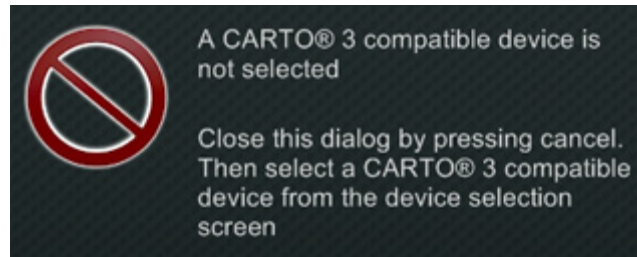 A CARTO® 3 compatible device is
not selected
Close this dialog by pressing cancel.
Then select a CARTO® 3 compatible
device from the device selection
screen